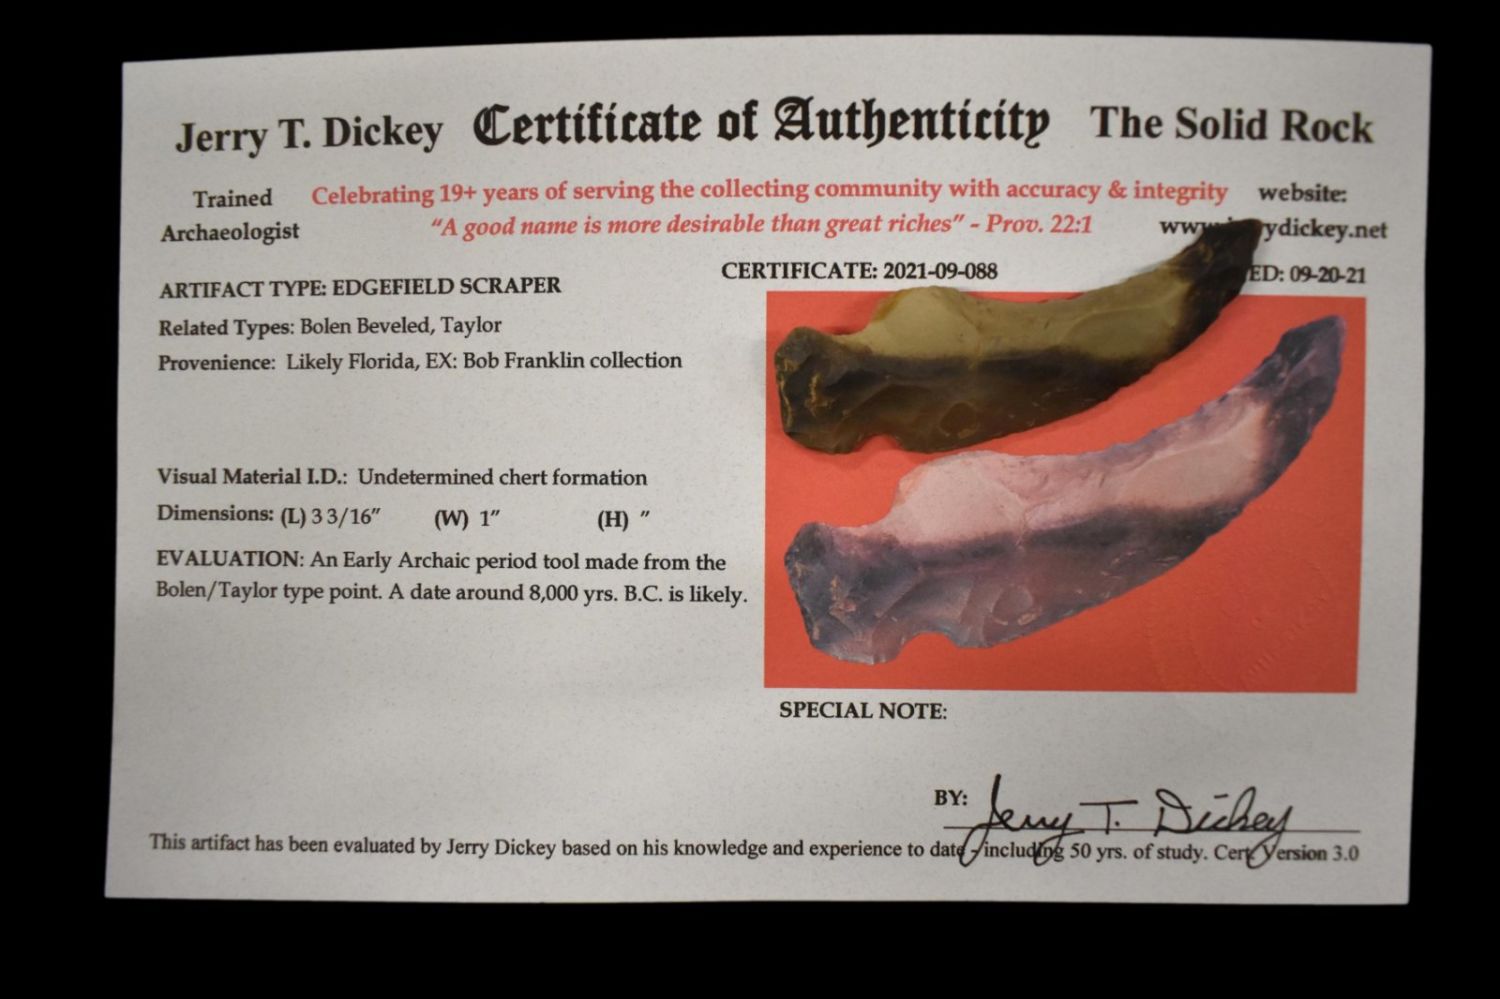 Jerry T. Dickey Certificate of Authenticity The Solid Rock
Trained Celebrating 19+ years of serving the collecting community with accuracy & integrity website:
Archaeologist "A good name is more desirable than great riches" - Prov. 22:1 ydickey.net
CERTIFICATE: 2021-09-088 ED: 09-20-21
ARTIFACT TYPE: EDGEFIELD SCRAPER
Related Types: Bolen Beveled, Taylor
Provenience: Likely Florida, EX: Bob Franklin collection
Visual Material I.D.: Undetermined chert formation
Dimensions: (L) 3 3/16" (W) 1" (H) "
EVALUATION: An Early Archaic period tool made from the
Bolen/Taylor type point. A date around 8,000 yrs. B.C. is likely.
SPECIAL NOTE:
BY: Jerry T. Dickey
This artifact has been evaluated by Jerry Dickey based on his knowledge and experience to date - including 50 yrs. of study. Cert. Version 3.0